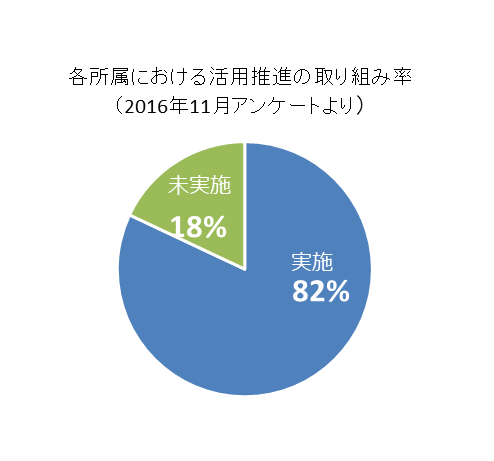 各所属における活用推進の取り組み率
（2016年11月アンケートより）
未実施
18%
実施
82%